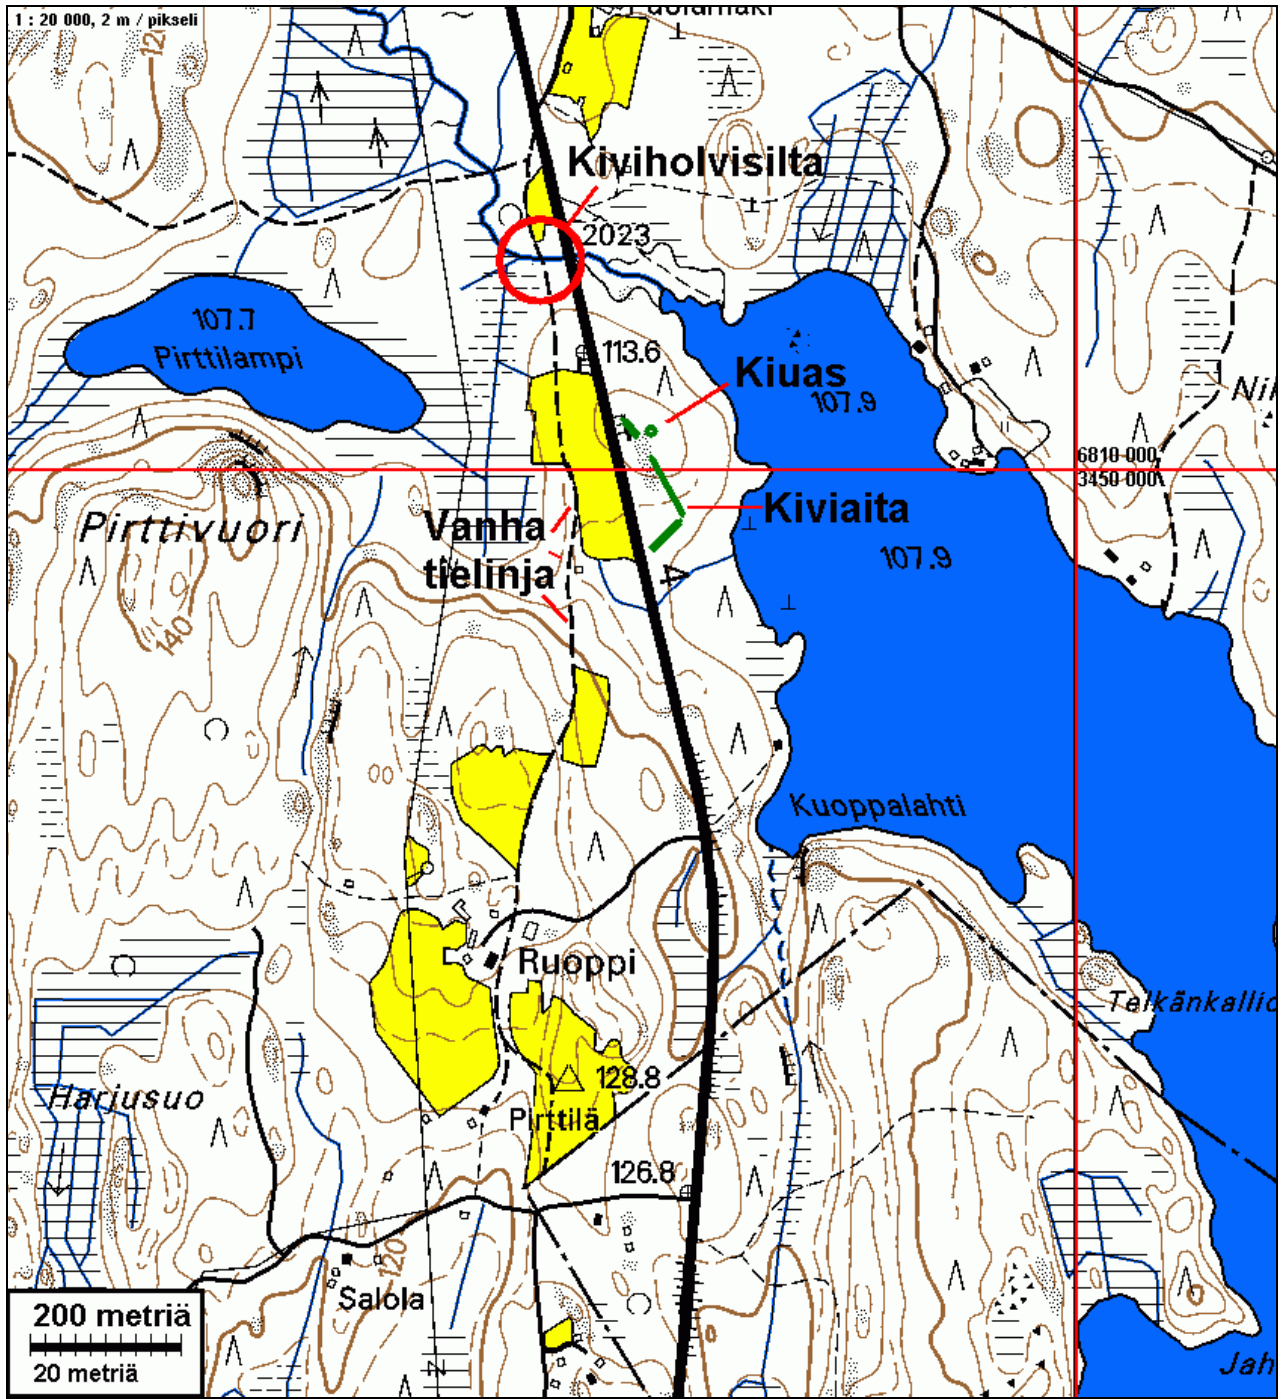 1 : 20 000, 2 m / pikseli
120
Kiviholvisilta
2023
107.7
Pirttilampi
113.6
Kiuas
107.9
6810 000
3450 000
Pirttivuori
Vanha
tielinja
Kiviaita
107.9
4
140
Kuoppalahti
Ruoppi
Telkänkallio
128.8
Harjusuo
Pirttilä
126.8
120
Salola
200 metriä
20 metriä
Jah